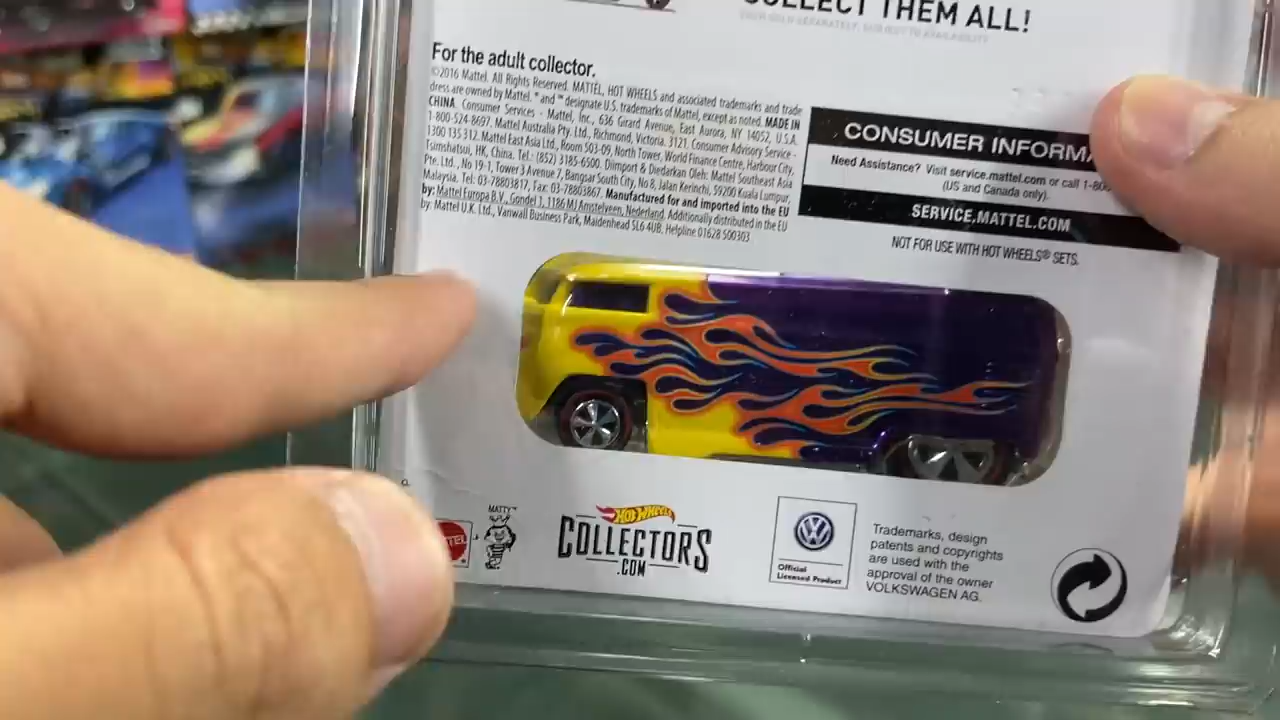 COLLECT THEM ALL!
EACH SOLD SEPARATELY, SUBJECT TO AVAILABILITY.
For the adult collector.
©2016 Mattel. All Rights Reserved. MATTEL, HOT WHEELS and associated trademarks and trade
dress are owned by Mattel. ® and ™ designate U.S. trademarks of Mattel, except as noted. MADE IN
CHINA. Consumer Services - Mattel, Inc., 636 Girard Avenue, East Aurora, NY 14052, U.S.A.
1-800-524-8697. Mattel Australia Pty. Ltd., Richmond, Victoria. 3121. Consumer Advisory Service -
1300 135 312. Mattel East Asia Ltd., Room 503-09, North Tower, World Finance Centre, Harbour City,
Tsimshatsui, HK, China. Tel.: (852) 3185-6500. Diimport & Diedarkan Oleh: Mattel Southeast Asia
Pte. Ltd., No 19-1, Tower 3 Avenue 7, Bangsar South City, No 8, Jalan Kerinchi, 59200 Kuala Lumpur,
Malaysia. Tel: 03-78803817, Fax: 03-78803867. Manufactured for and imported into the EU
by: Mattel Europa B.V., Gondel 1, 1186 MJ Amstelveen, Nederland. Additionally distributed in the EU
by: Mattel U.K. Ltd., Vanwall Business Park, Maidenhead SL6 4UB. Helpline 01628 500303
CONSUMER INFORMA
Need Assistance? Visit service.mattel.com or call 1-800
(US and Canada only).
SERVICE.MATTEL.COM
NOT FOR USE WITH HOT WHEELS® SETS.
MATTY™
TEL
HOT WHEELS
COLLECTORS
.COM
VW
Official
Licensed Product
Trademarks, design
patents and copyrights
are used with the
approval of the owner
VOLKSWAGEN AG.